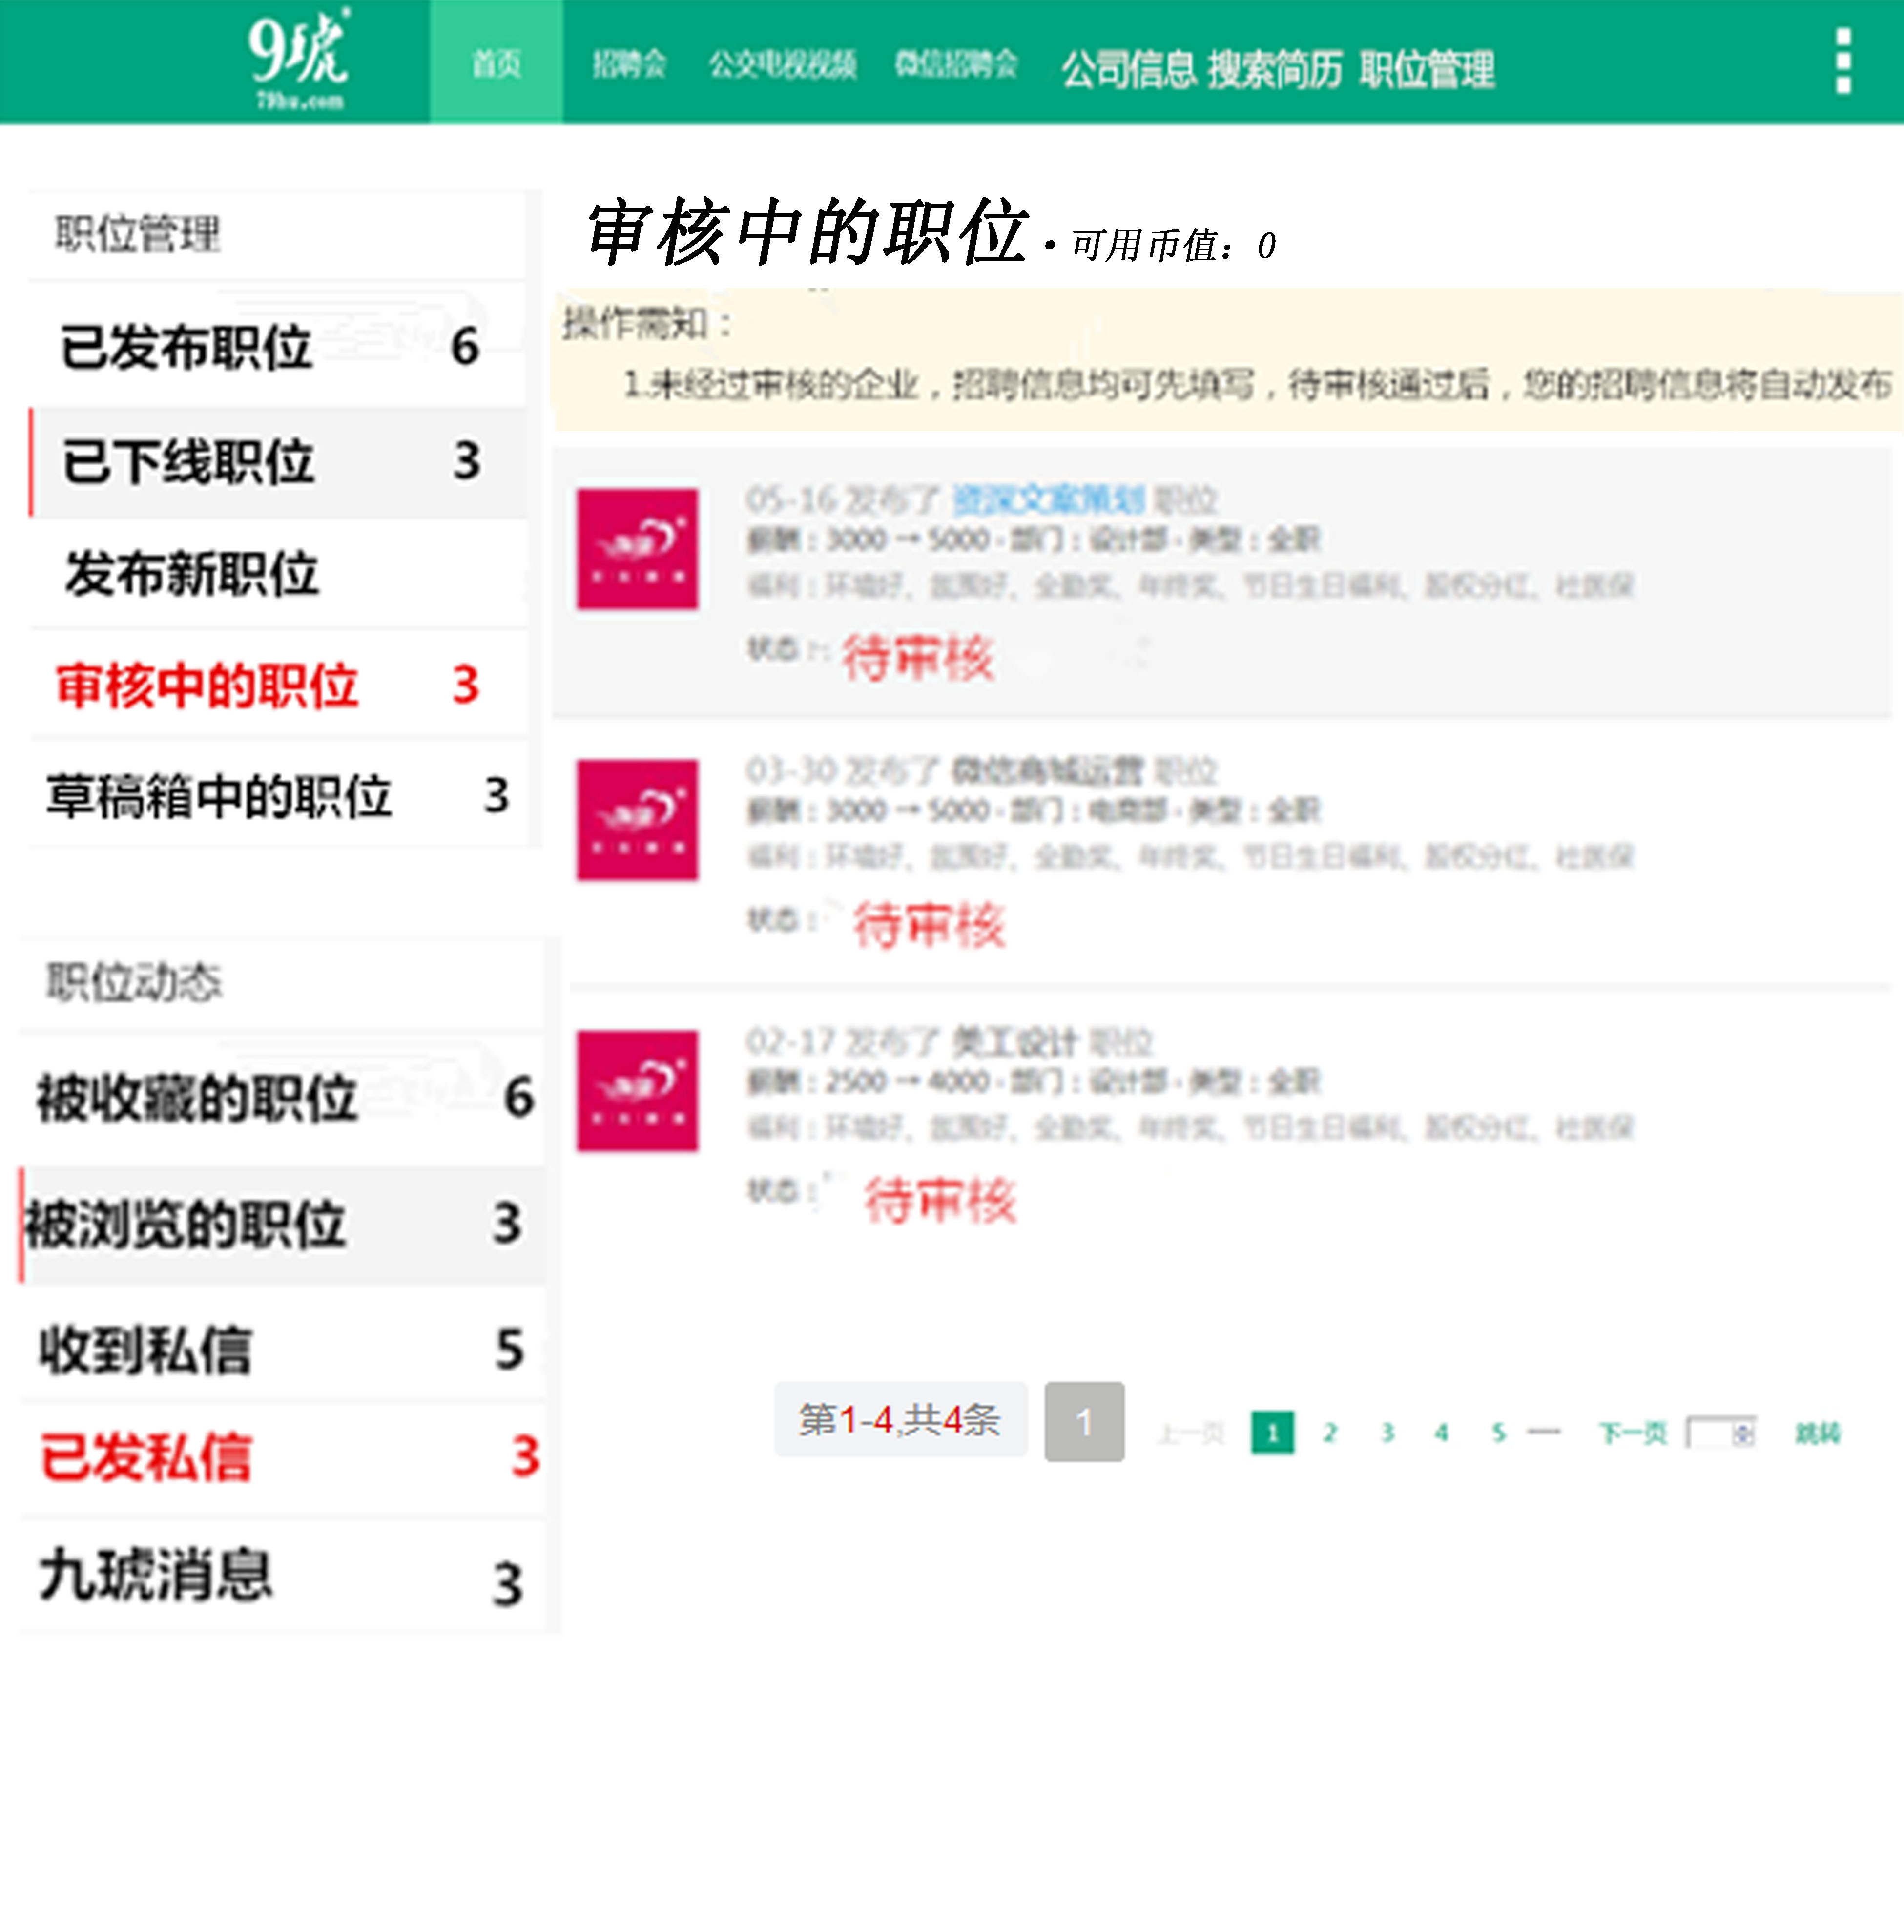 9琥
79hu.com
首页 招聘会 公交电视视频 微信招聘会 公司信息 搜索简历 职位管理
职位管理
已发布职位 6
已下线职位 3
发布新职位
审核中的职位 3
草稿箱中的职位 3
职位动态
被收藏的职位 6
被浏览的职位 3
收到私信 5
已发私信 3
九琥消息 3
审核中的职位·可用币值：0
操作需知：
1.未经过审核的企业，招聘信息均可先填写，待审核通过后，您的招聘信息将自动发布
05-16 发布了 资深文案策划 职位
薪酬：3000 → 5000 · 部门：设计部 · 类型：全职
福利：环境好、氛围好、全勤奖、年终奖、节日生日福利、股权分红、社医保
状态：待审核
03-30 发布了 微信商城运营 职位
薪酬：3000 → 5000 · 部门：电商部 · 类型：全职
福利：环境好、氛围好、全勤奖、年终奖、节日生日福利、股权分红、社医保
状态：待审核
02-17 发布了 美工设计 职位
薪酬：2500 → 4000 · 部门：设计部 · 类型：全职
福利：环境好、氛围好、全勤奖、年终奖、节日生日福利、股权分红、社医保
状态：待审核
第1-4,共4条 1 上一页 1 2 3 4 5 — 下一页 跳转